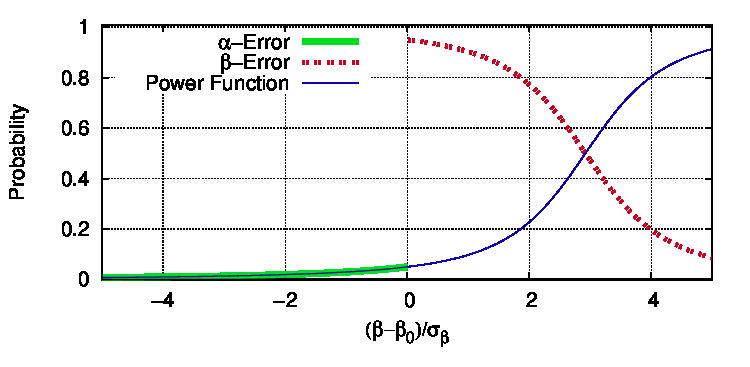 1
α–Error
β–Error
0.8
Power Function
0.6
Probability
0.4
0.2
0
–4
–2
0
2
4
(β–β₀)/σᵦ